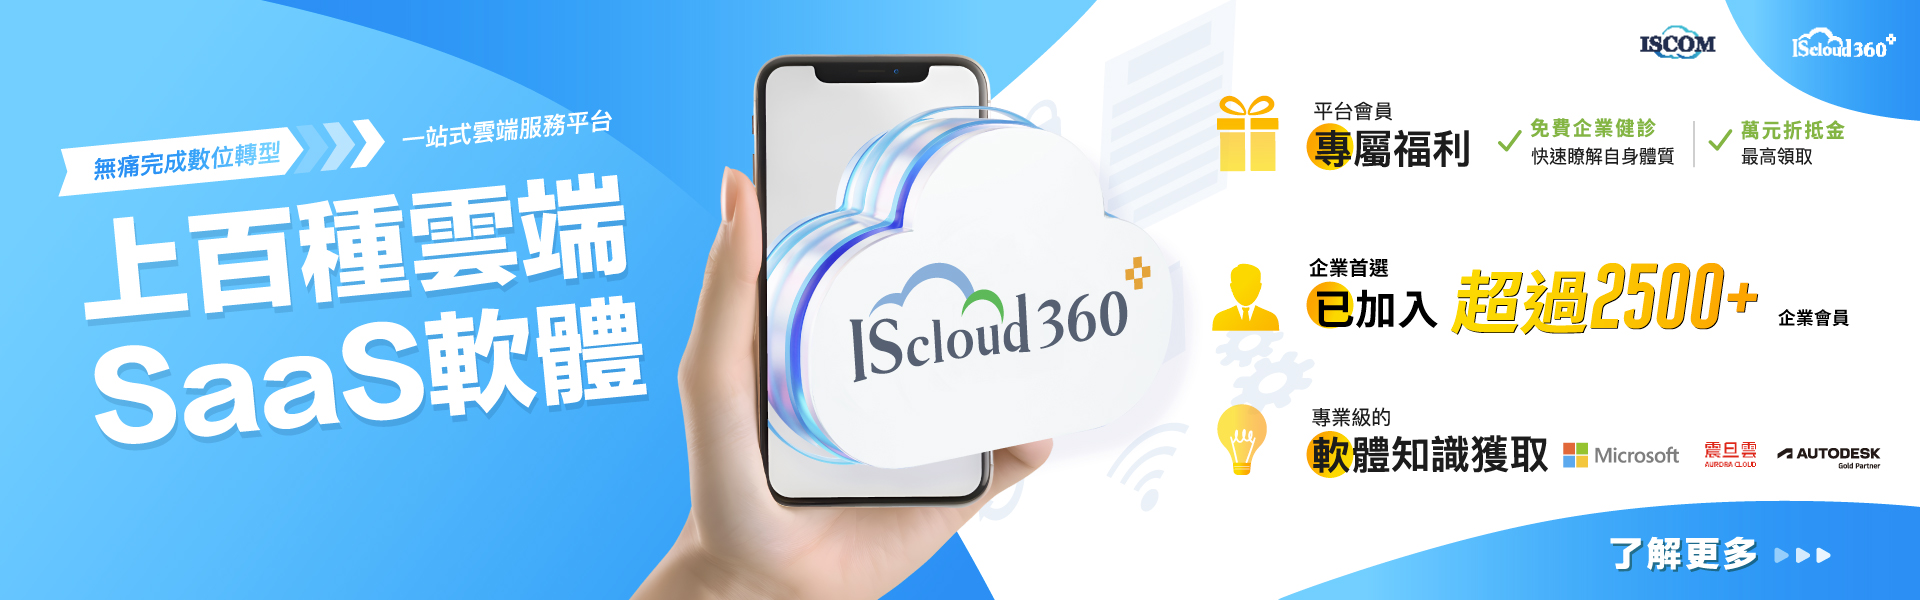 無痛完成數位轉型
一站式雲端服務平台
上百種雲端
SaaS軟體
IScloud360
ISCOM
IScloud360
平台會員
專屬福利
免費企業健診
快速瞭解自身體質
萬元折抵金
最高領取
企業首選
已加入 超過2500+ 企業會員
專業級的
軟體知識獲取
Microsoft
震旦雲
AURORA CLOUD
AUTODESK
Gold Partner
了解更多